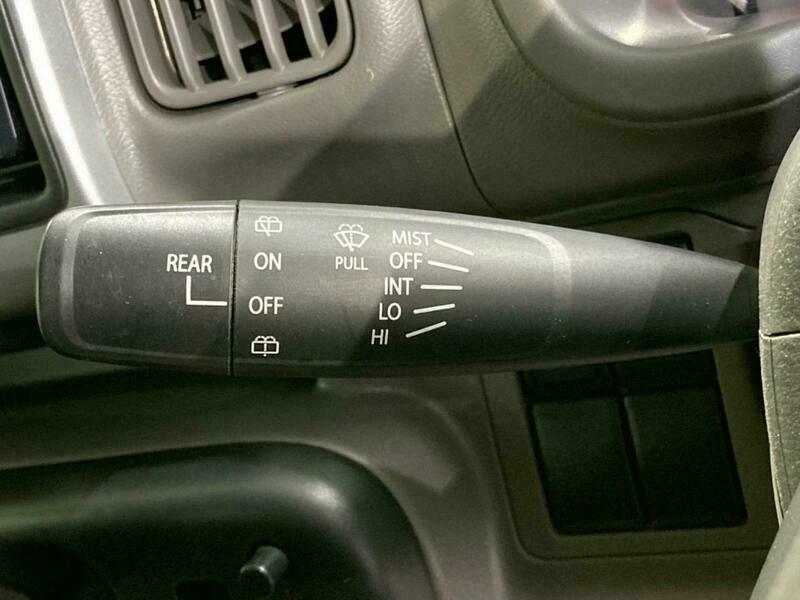 REAR
ON
OFF
PULL
MIST
OFF
INT
LO
HI